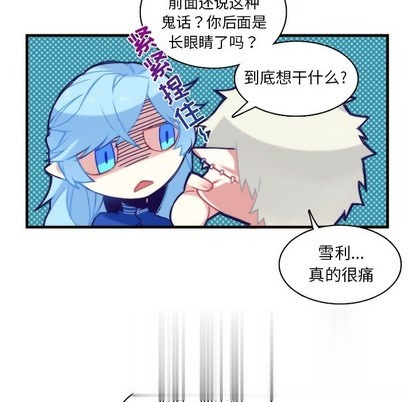 前面还说这种
鬼话？你后面是
长眼睛了吗？
紧紧捏住
到底想干什么？
雪利...
真的很痛